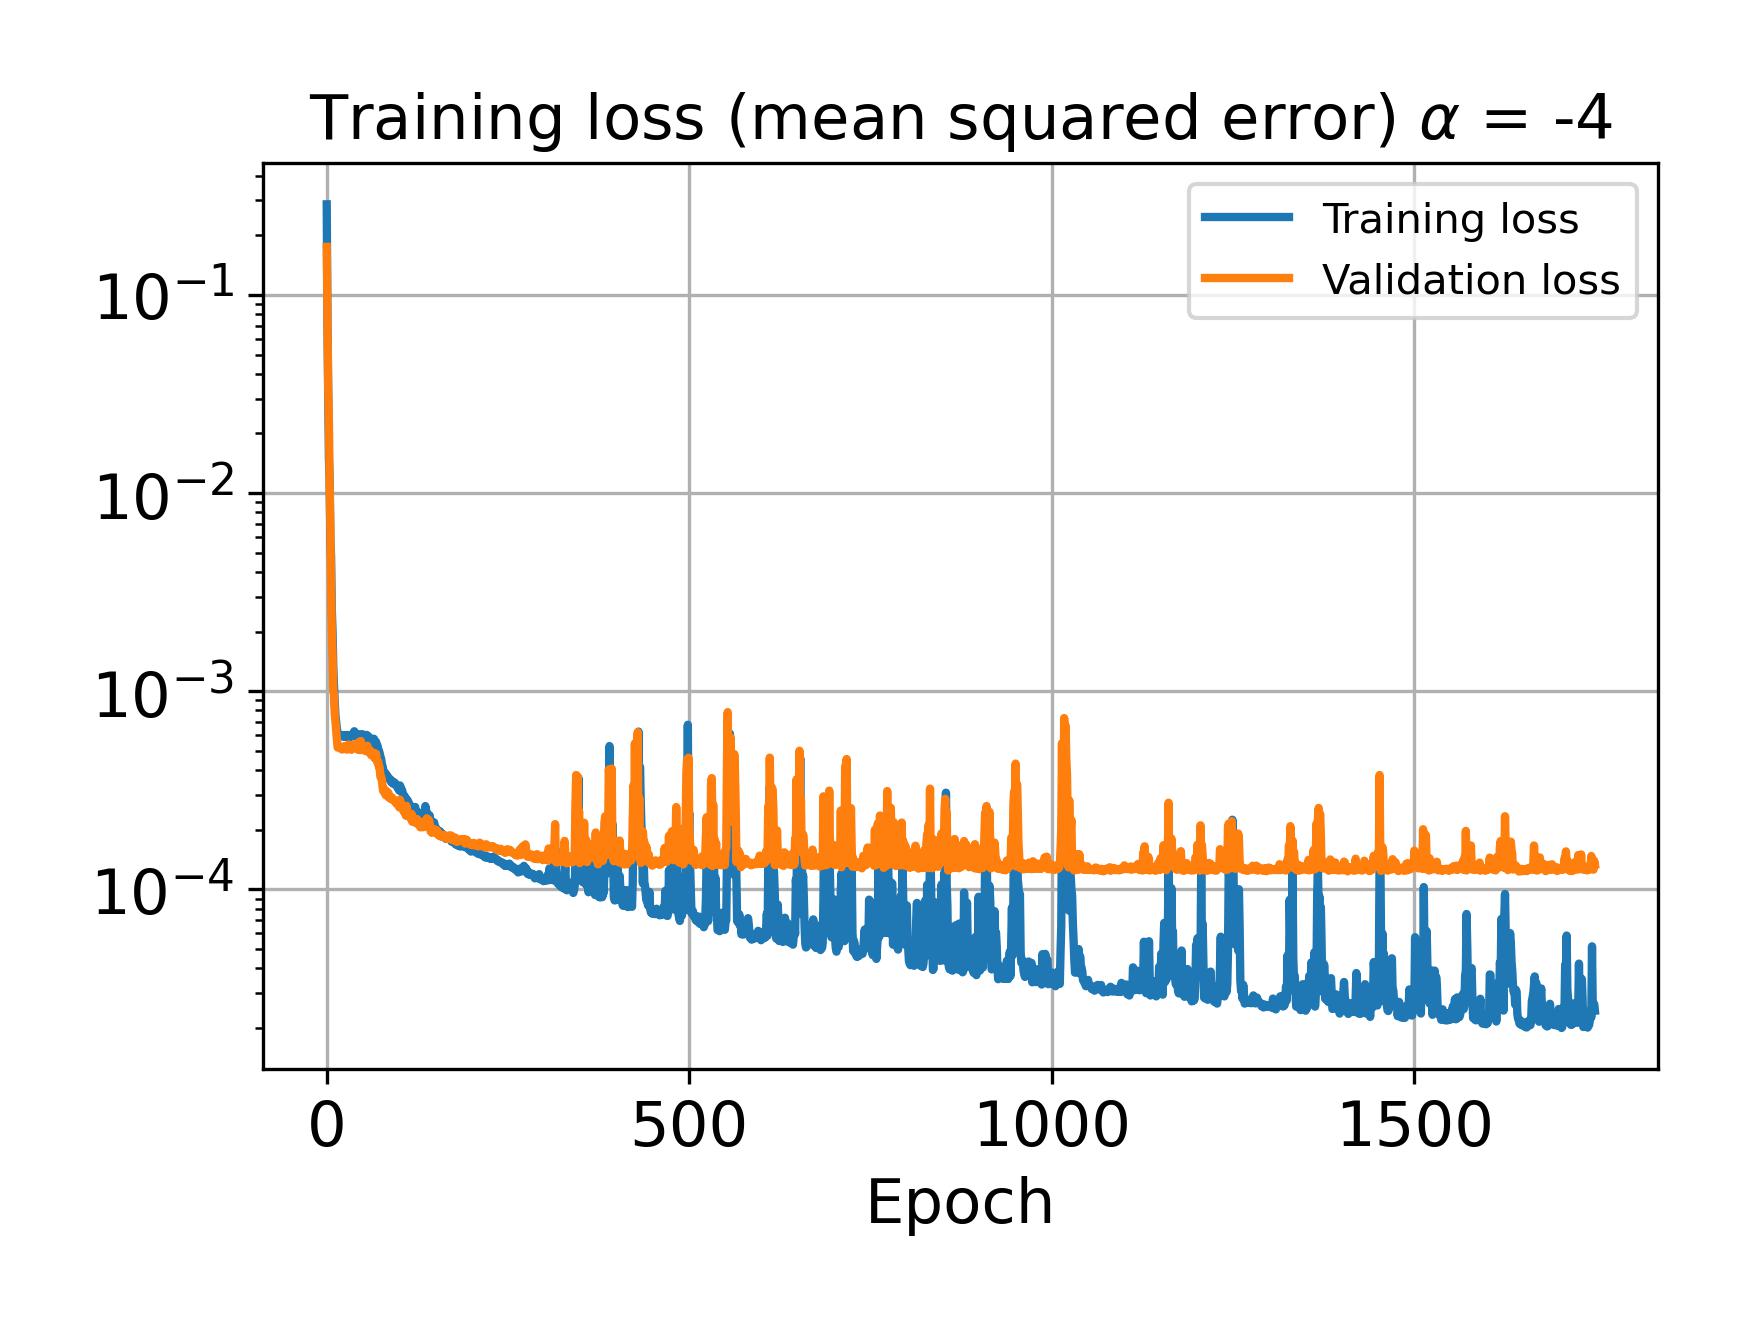 Training loss (mean squared error) α = -4
Training loss
Validation loss
10⁻¹
10⁻²
10⁻³
10⁻⁴
0 500 1000 1500
Epoch